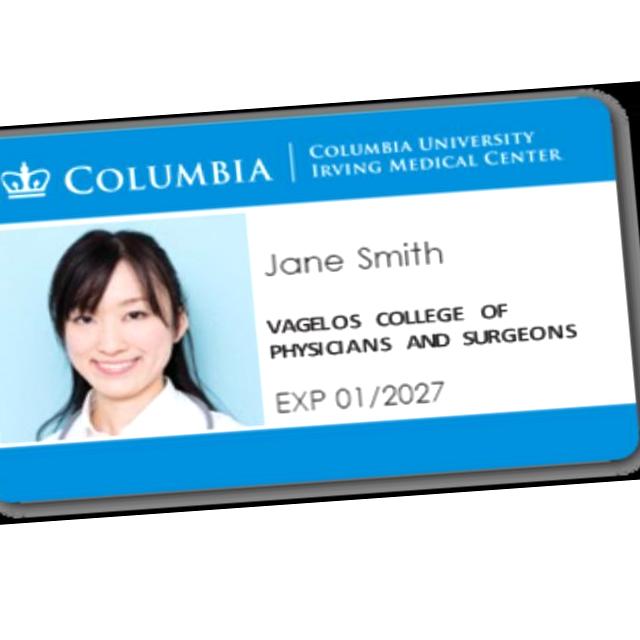 COLUMBIA
COLUMBIA UNIVERSITY
IRVING MEDICAL CENTER
Jane Smith
VAGELOS COLLEGE OF
PHYSICIANS AND SURGEONS
EXP 01/2027